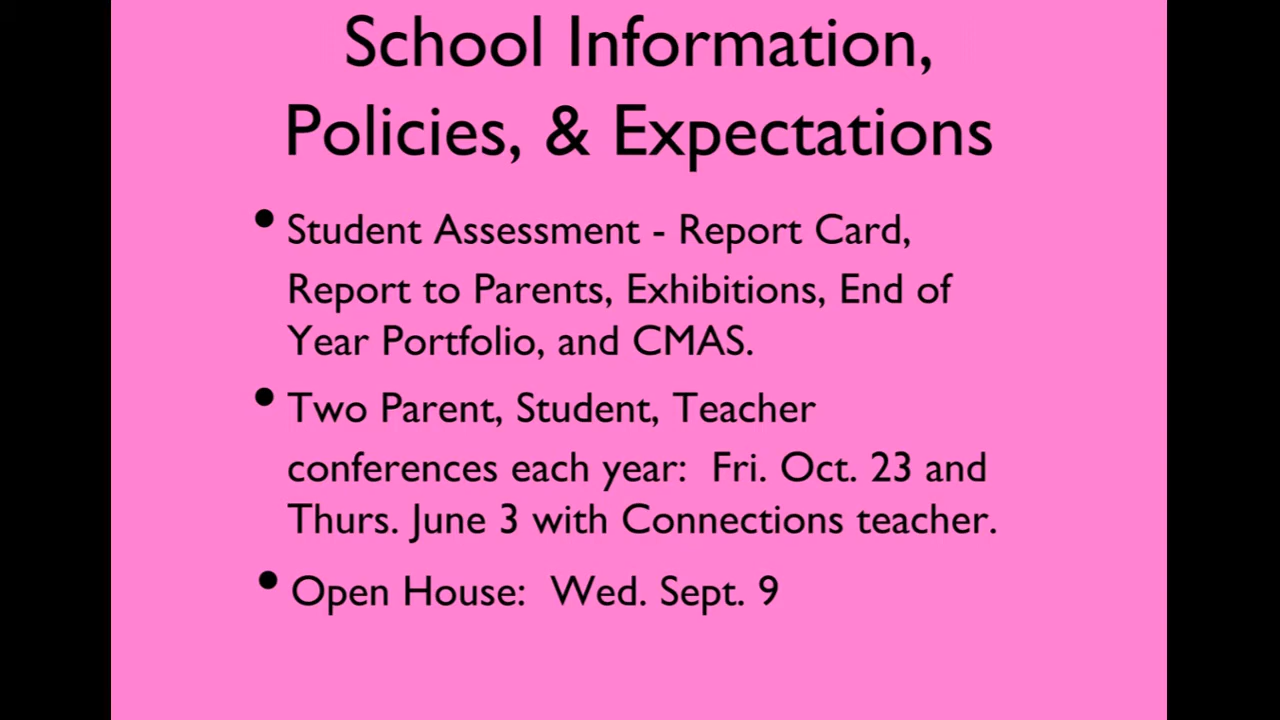 School Information,
Policies, & Expectations
• Student Assessment - Report Card,
Report to Parents, Exhibitions, End of
Year Portfolio, and CMAS.
• Two Parent, Student, Teacher
conferences each year:  Fri. Oct. 23 and
Thurs. June 3 with Connections teacher.
• Open House:  Wed. Sept. 9